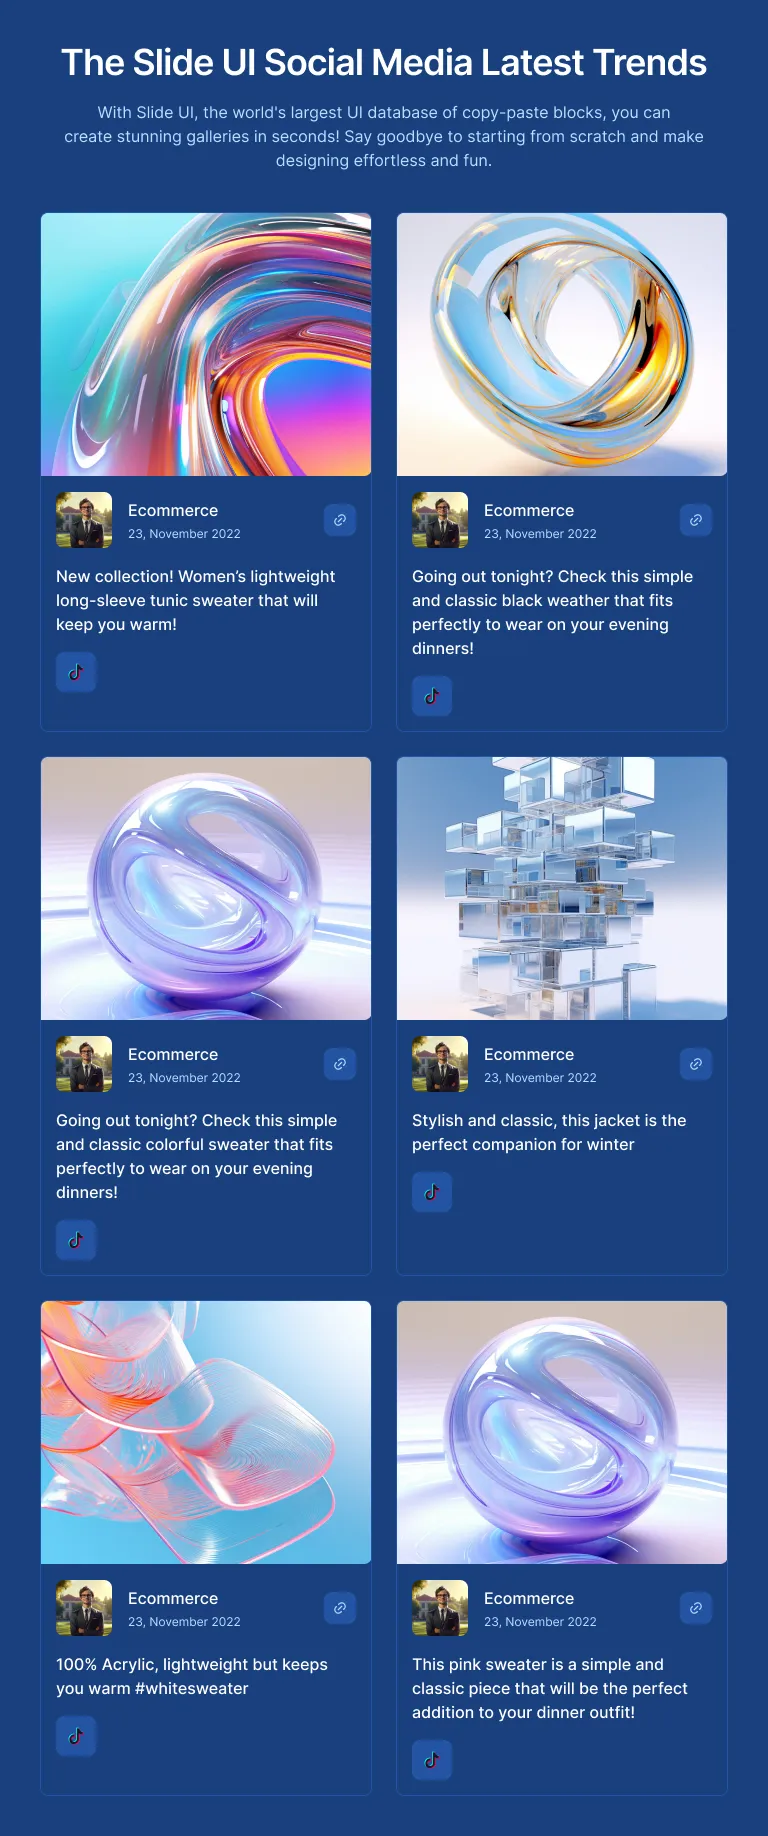 The Slide UI Social Media Latest Trends
With Slide UI, the world's largest UI database of copy-paste blocks, you can
create stunning galleries in seconds! Say goodbye to starting from scratch and make
designing effortless and fun.
Ecommerce
23, November 2022
New collection! Women’s lightweight
long-sleeve tunic sweater that will
keep you warm!
Ecommerce
23, November 2022
Going out tonight? Check this simple
and classic black weather that fits
perfectly to wear on your evening
dinners!
Ecommerce
23, November 2022
Going out tonight? Check this simple
and classic colorful sweater that fits
perfectly to wear on your evening
dinners!
Ecommerce
23, November 2022
Stylish and classic, this jacket is the
perfect companion for winter
Ecommerce
23, November 2022
100% Acrylic, lightweight but keeps
you warm #whitesweater
Ecommerce
23, November 2022
This pink sweater is a simple and
classic piece that will be the perfect
addition to your dinner outfit!